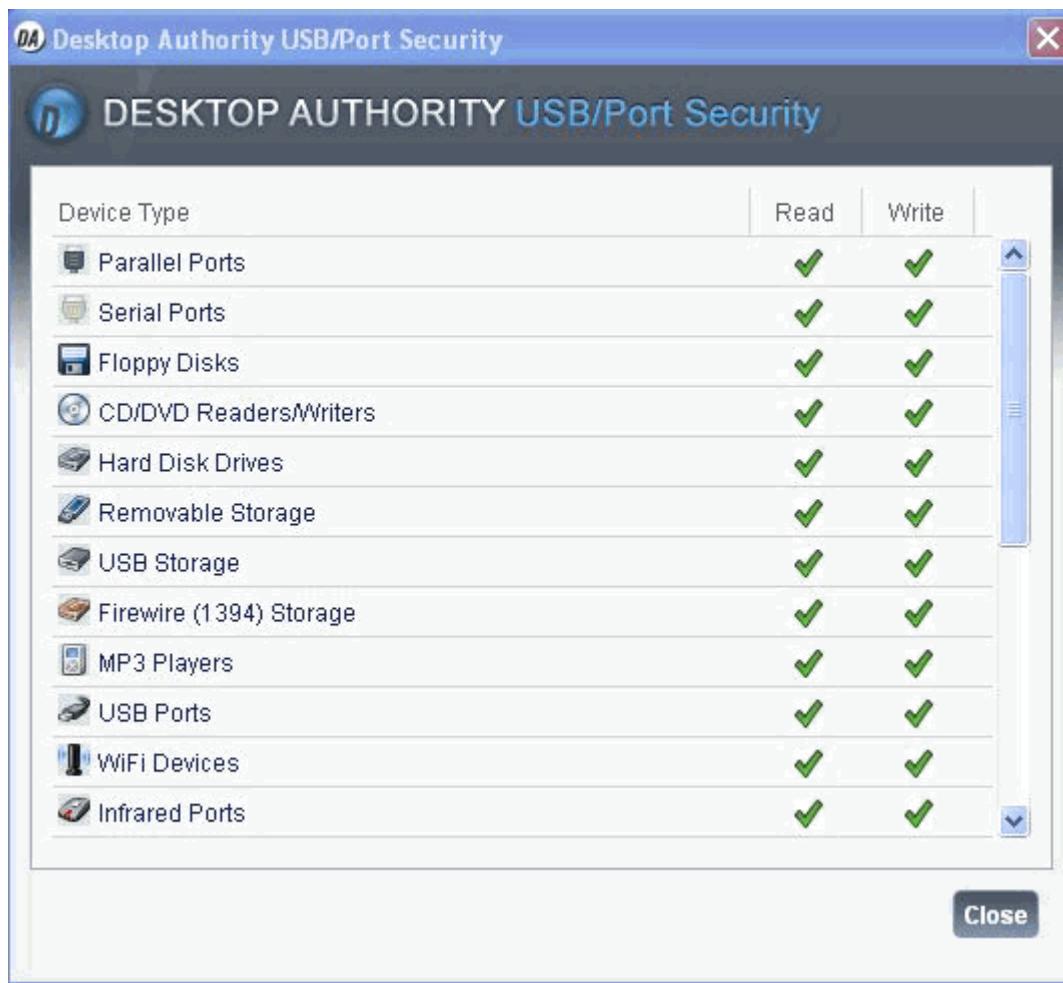 DA Desktop Authority USB/Port Security
D DESKTOP AUTHORITY USB/Port Security
Device Type Read Write
Parallel Ports
Serial Ports
Floppy Disks
CD/DVD Readers/Writers
Hard Disk Drives
Removable Storage
USB Storage
Firewire (1394) Storage
MP3 Players
USB Ports
WiFi Devices
Infrared Ports
Close